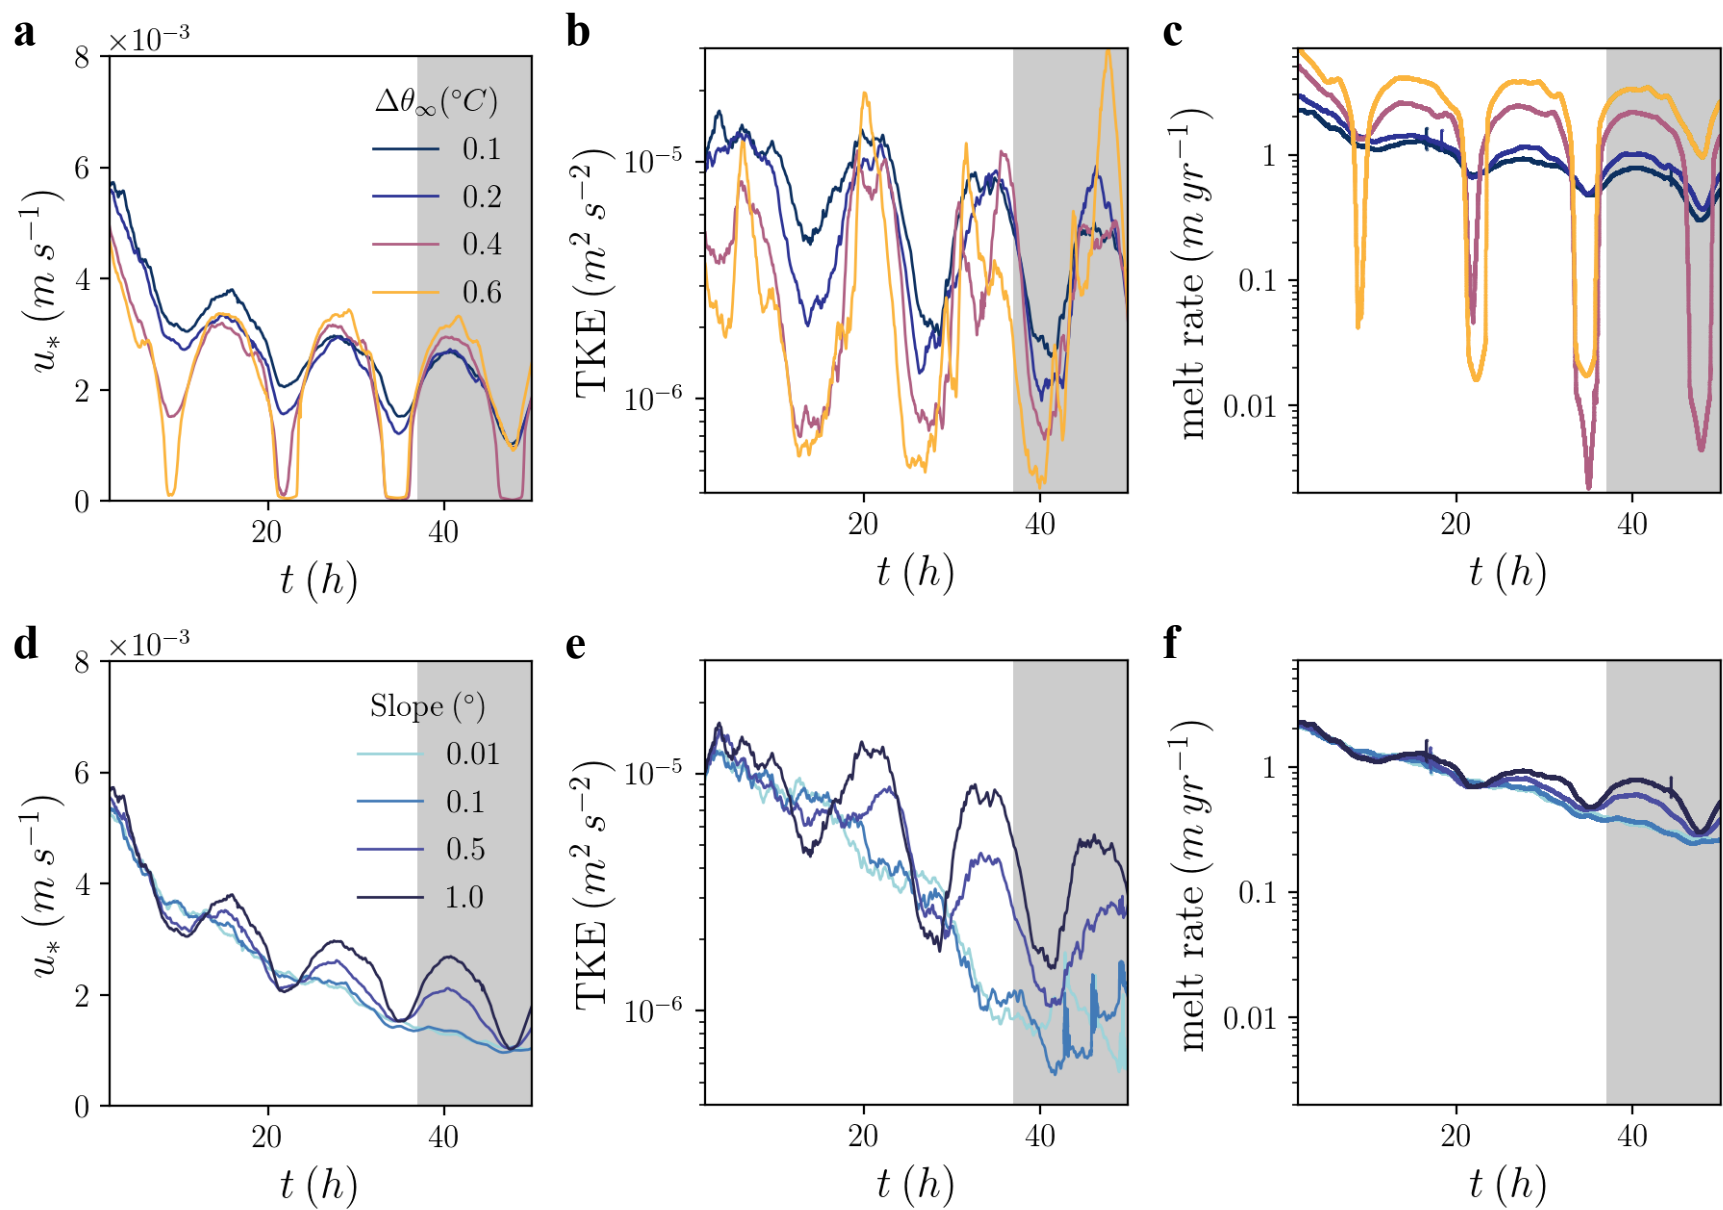 a
×10⁻³
8
6
4
2
0
u* (m s⁻¹)
Δθ∞(°C)
0.1
0.2
0.4
0.6
20
40
t (h)
b
10⁻⁵
10⁻⁶
TKE (m² s⁻²)
20
40
t (h)
c
1
0.1
0.01
melt rate (m yr⁻¹)
20
40
t (h)
d
×10⁻³
8
6
4
2
0
u* (m s⁻¹)
Slope (°)
0.01
0.1
0.5
1.0
20
40
t (h)
e
10⁻⁵
10⁻⁶
TKE (m² s⁻²)
20
40
t (h)
f
1
0.1
0.01
melt rate (m yr⁻¹)
20
40
t (h)